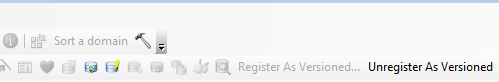 Sort a domain
Register As Versioned... Unregister As Versioned